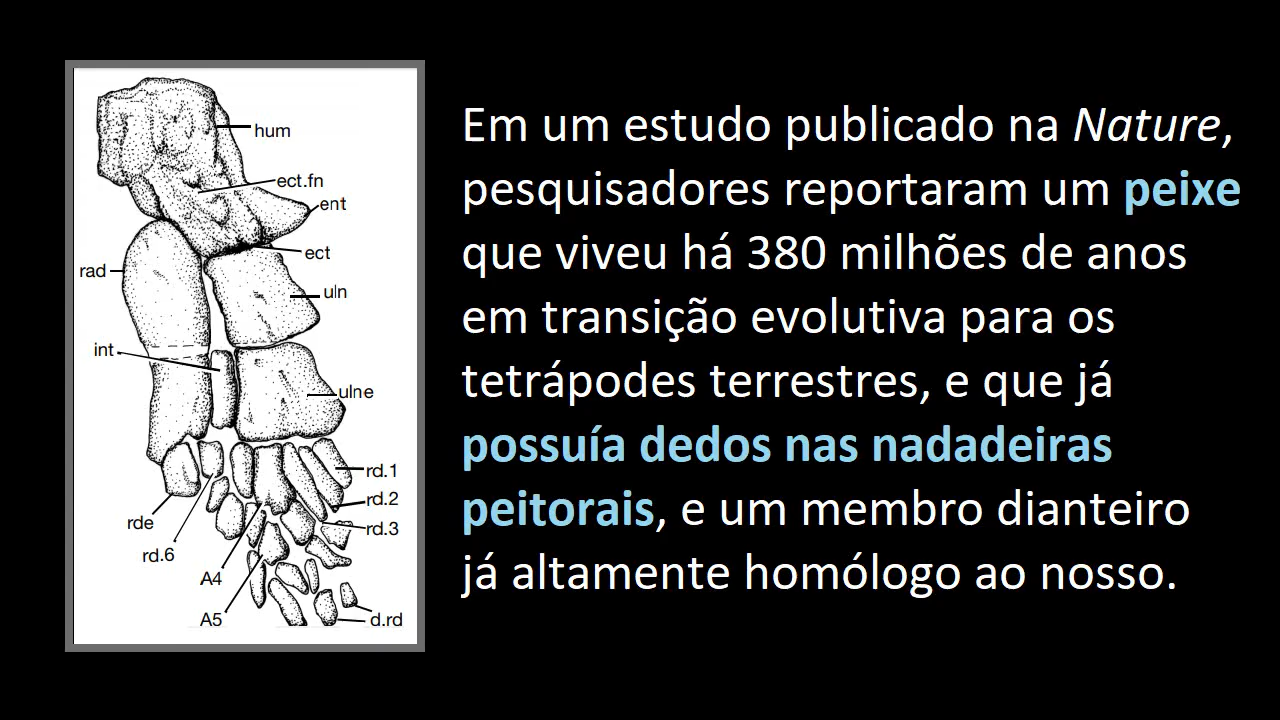 hum
ect.fn
ent
ect
rad
uln
int
ulne
rd.1
rd.2
rde
rd.3
rd.6
A4
A5
d.rd
Em um estudo publicado na Nature,
pesquisadores reportaram um peixe
que viveu há 380 milhões de anos
em transição evolutiva para os
tetrápodes terrestres, e que já
possuía dedos nas nadadeiras
peitorais, e um membro dianteiro
já altamente homólogo ao nosso.